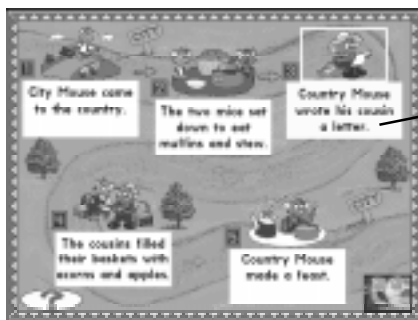 City Mouse came
to the country.
The two mice sat
down to eat
muffins and stew.
Country Mouse
wrote his cousin
a letter.
The cousins filled
their baskets with
acorns and apples.
Country Mouse
made a feast.